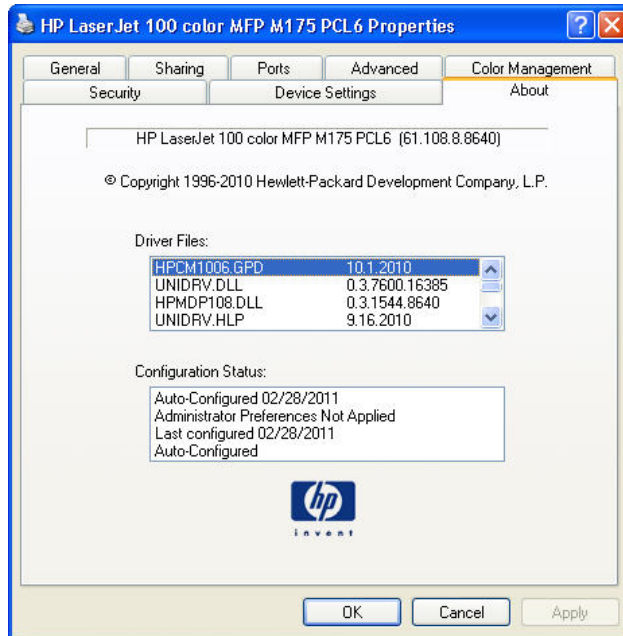 HP LaserJet 100 color MFP M175 PCL6 Properties
General Sharing Ports Advanced Color Management
Security Device Settings About
HP LaserJet 100 color MFP M175 PCL6 (61.108.8.8640)
© Copyright 1996-2010 Hewlett-Packard Development Company, L.P.
Driver Files:
HPCM1006.GPD 10.1.2010
UNIDRV.DLL 0.3.7600.16385
HPMDP108.DLL 0.3.1544.8640
UNIDRV.HLP 9.16.2010
Configuration Status:
Auto-Configured 02/28/2011
Administrator Preferences Not Applied
Last configured 02/28/2011
Auto-Configured
hp
invent
OK Cancel Apply